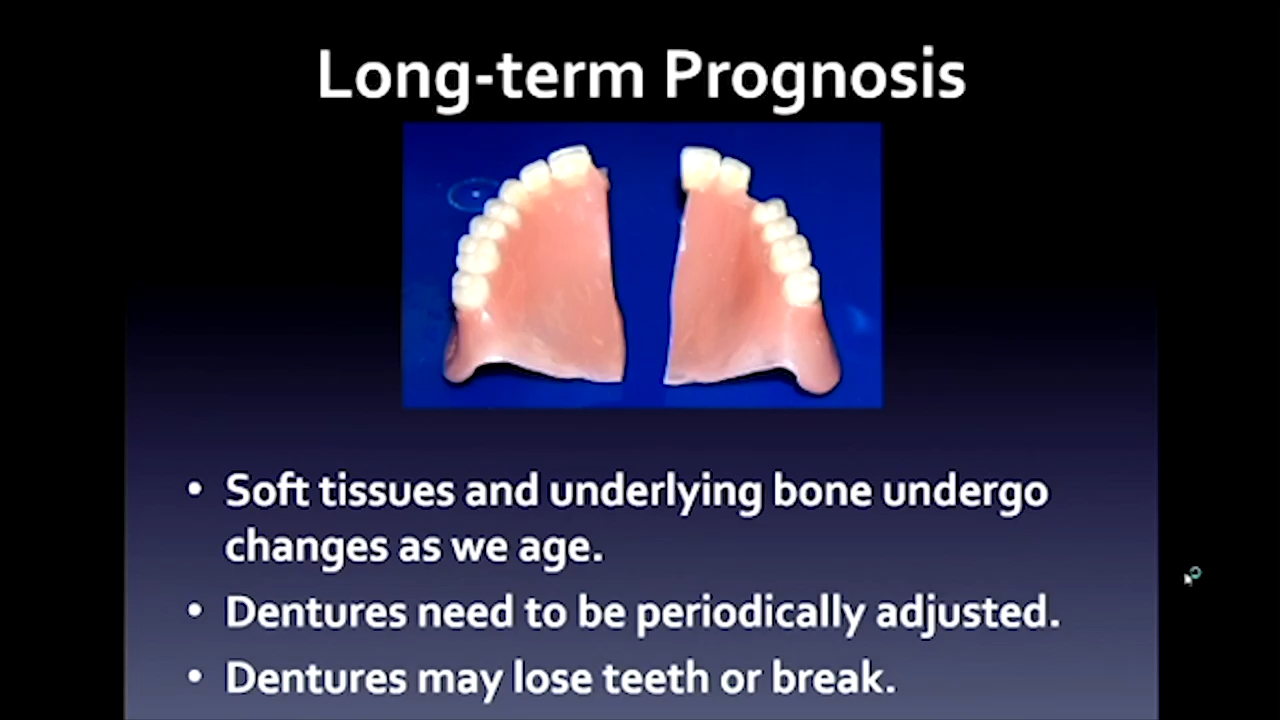 Long-term Prognosis
• Soft tissues and underlying bone undergo
changes as we age.
• Dentures need to be periodically adjusted.
• Dentures may lose teeth or break.